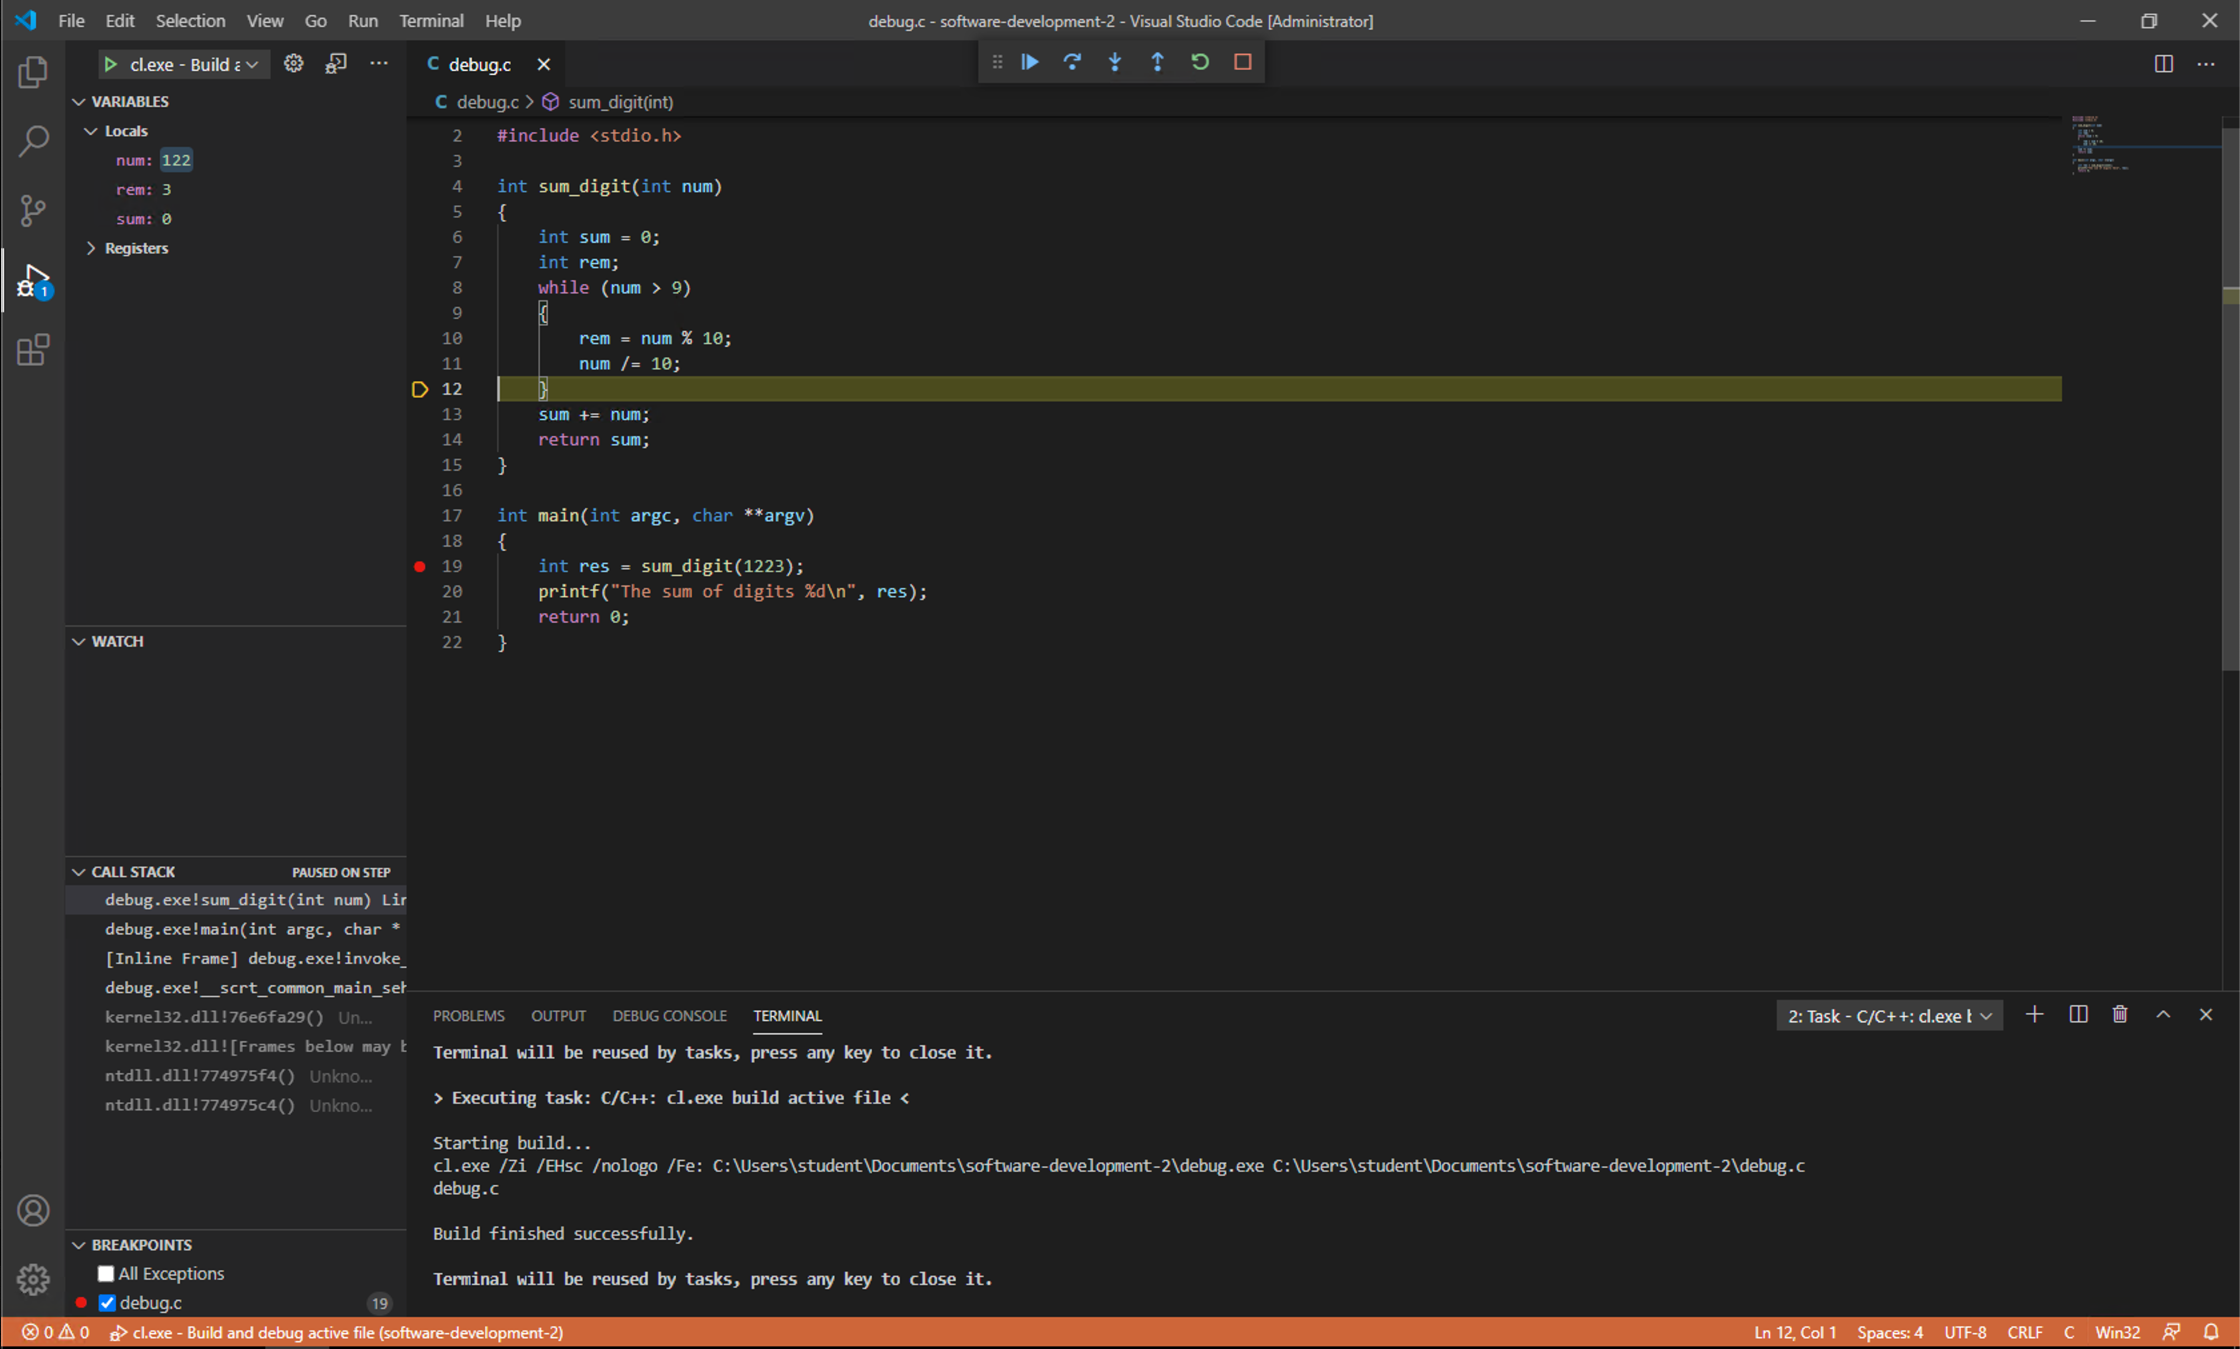 File Edit Selection View Go Run Terminal Help
debug.c - software-development-2 - Visual Studio Code [Administrator]
cl.exe - Build a
C debug.c
C debug.c > sum_digit(int)
VARIABLES
Locals
num: 122
rem: 3
sum: 0
Registers
1
2 #include <stdio.h>
3
4 int sum_digit(int num)
5 {
6 int sum = 0;
7 int rem;
8 while (num > 9)
9 {
10 rem = num % 10;
11 num /= 10;
12 }
13 sum += num;
14 return sum;
15 }
16
17 int main(int argc, char **argv)
18 {
19 int res = sum_digit(1223);
20 printf("The sum of digits %d\n", res);
21 return 0;
22 }
WATCH
CALL STACK PAUSED ON STEP
debug.exe!sum_digit(int num) Lin
debug.exe!main(int argc, char *
[Inline Frame] debug.exe!invoke_
debug.exe!__scrt_common_main_seh
kernel32.dll!76e6fa29() Un...
kernel32.dll![Frames below may b
ntdll.dll!774975f4() Unkno...
ntdll.dll!774975c4() Unkno...
BREAKPOINTS
All Exceptions
debug.c 19
PROBLEMS OUTPUT DEBUG CONSOLE TERMINAL
2: Task - C/C++: cl.exe b
Terminal will be reused by tasks, press any key to close it.
> Executing task: C/C++: cl.exe build active file <
Starting build...
cl.exe /Zi /EHsc /nologo /Fe: C:\Users\student\Documents\software-development-2\debug.exe C:\Users\student\Documents\software-development-2\debug.c
debug.c
Build finished successfully.
Terminal will be reused by tasks, press any key to close it.
0 0 cl.exe - Build and debug active file (software-development-2)
Ln 12, Col 1 Spaces: 4 UTF-8 CRLF C Win32